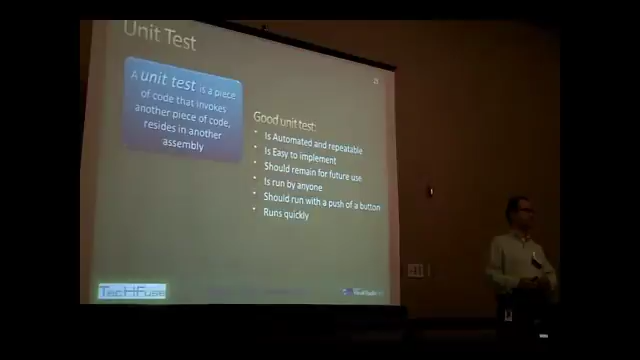 Unit Test
A unit test is a piece
of code that invokes
another piece of code,
resides in another
assembly
Good unit test:
• Is Automated and repeatable
• Is Easy to implement
• Should remain for future use
• Is run by anyone
• Should run with a push of a button
• Runs quickly
TecHFuse